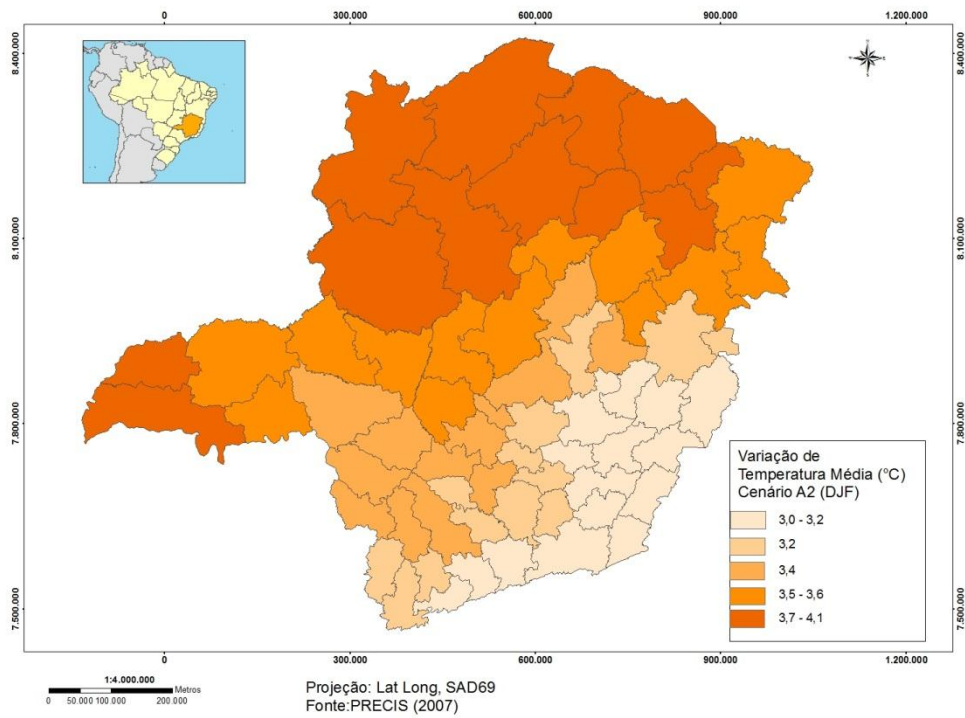 0 300.000 600.000 900.000 1.200.000
8.400.000 8.400.000
8.100.000 8.100.000
7.800.000 7.800.000
7.500.000 7.500.000
Variação de
Temperatura Média (°C)
Cenário A2 (DJF)
3,0 - 3,2
3,2
3,4
3,5 - 3,6
3,7 - 4,1
0 300.000 600.000 900.000 1.200.000
1:4.000.000
Metros
0 50.000 100.000 200.000
Projeção: Lat Long, SAD69
Fonte:PRECIS (2007)